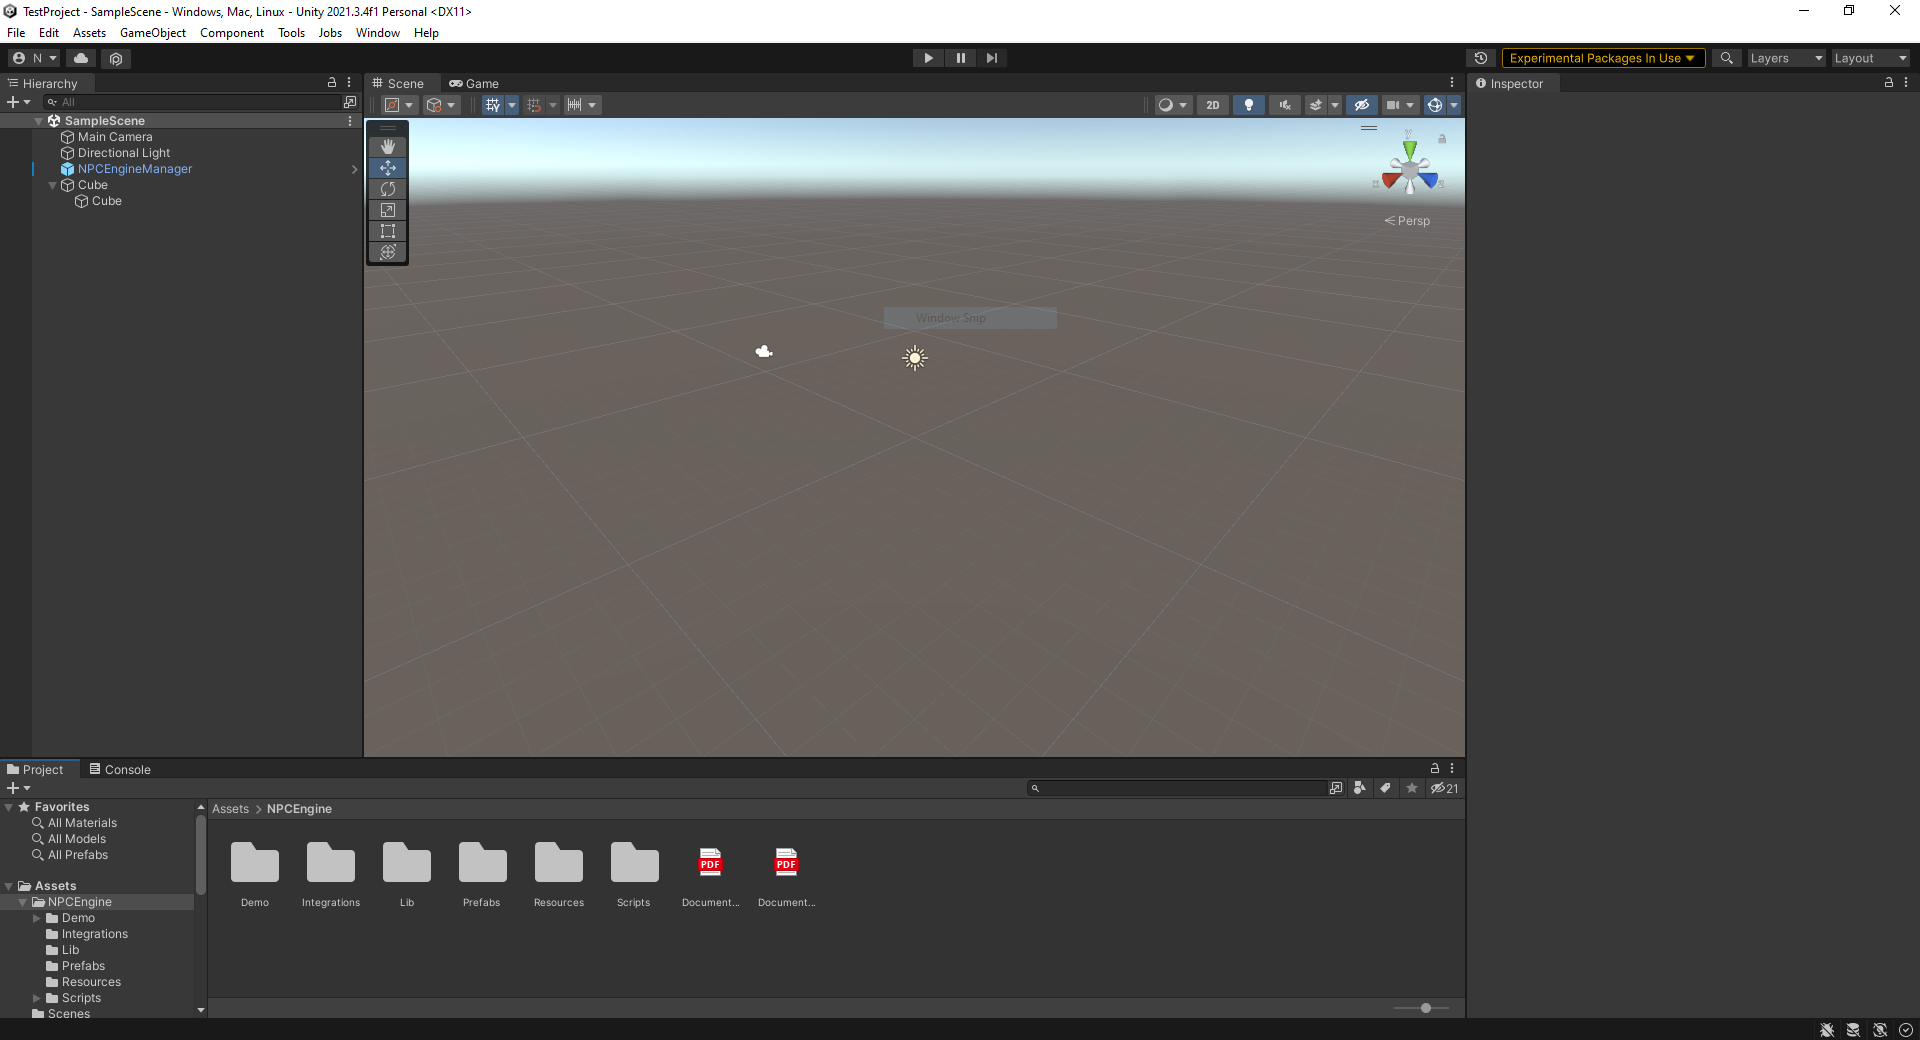 TestProject - SampleScene - Windows, Mac, Linux - Unity 2021.3.4f1 Personal <DX11>
File Edit Assets GameObject Component Tools Jobs Window Help
N Experimental Packages In Use Layers Layout
Hierarchy
All
SampleScene
Main Camera
Directional Light
NPCEngineManager
Cube
Cube
Scene Game
2D
y
Persp
Window Snip
Inspector
Project Console
21
Favorites
All Materials
All Models
All Prefabs
Assets
NPCEngine
Demo
Integrations
Lib
Prefabs
Resources
Scripts
Scenes
Assets > NPCEngine
PDF PDF
Demo Integrations Lib Prefabs Resources Scripts Document... Document...